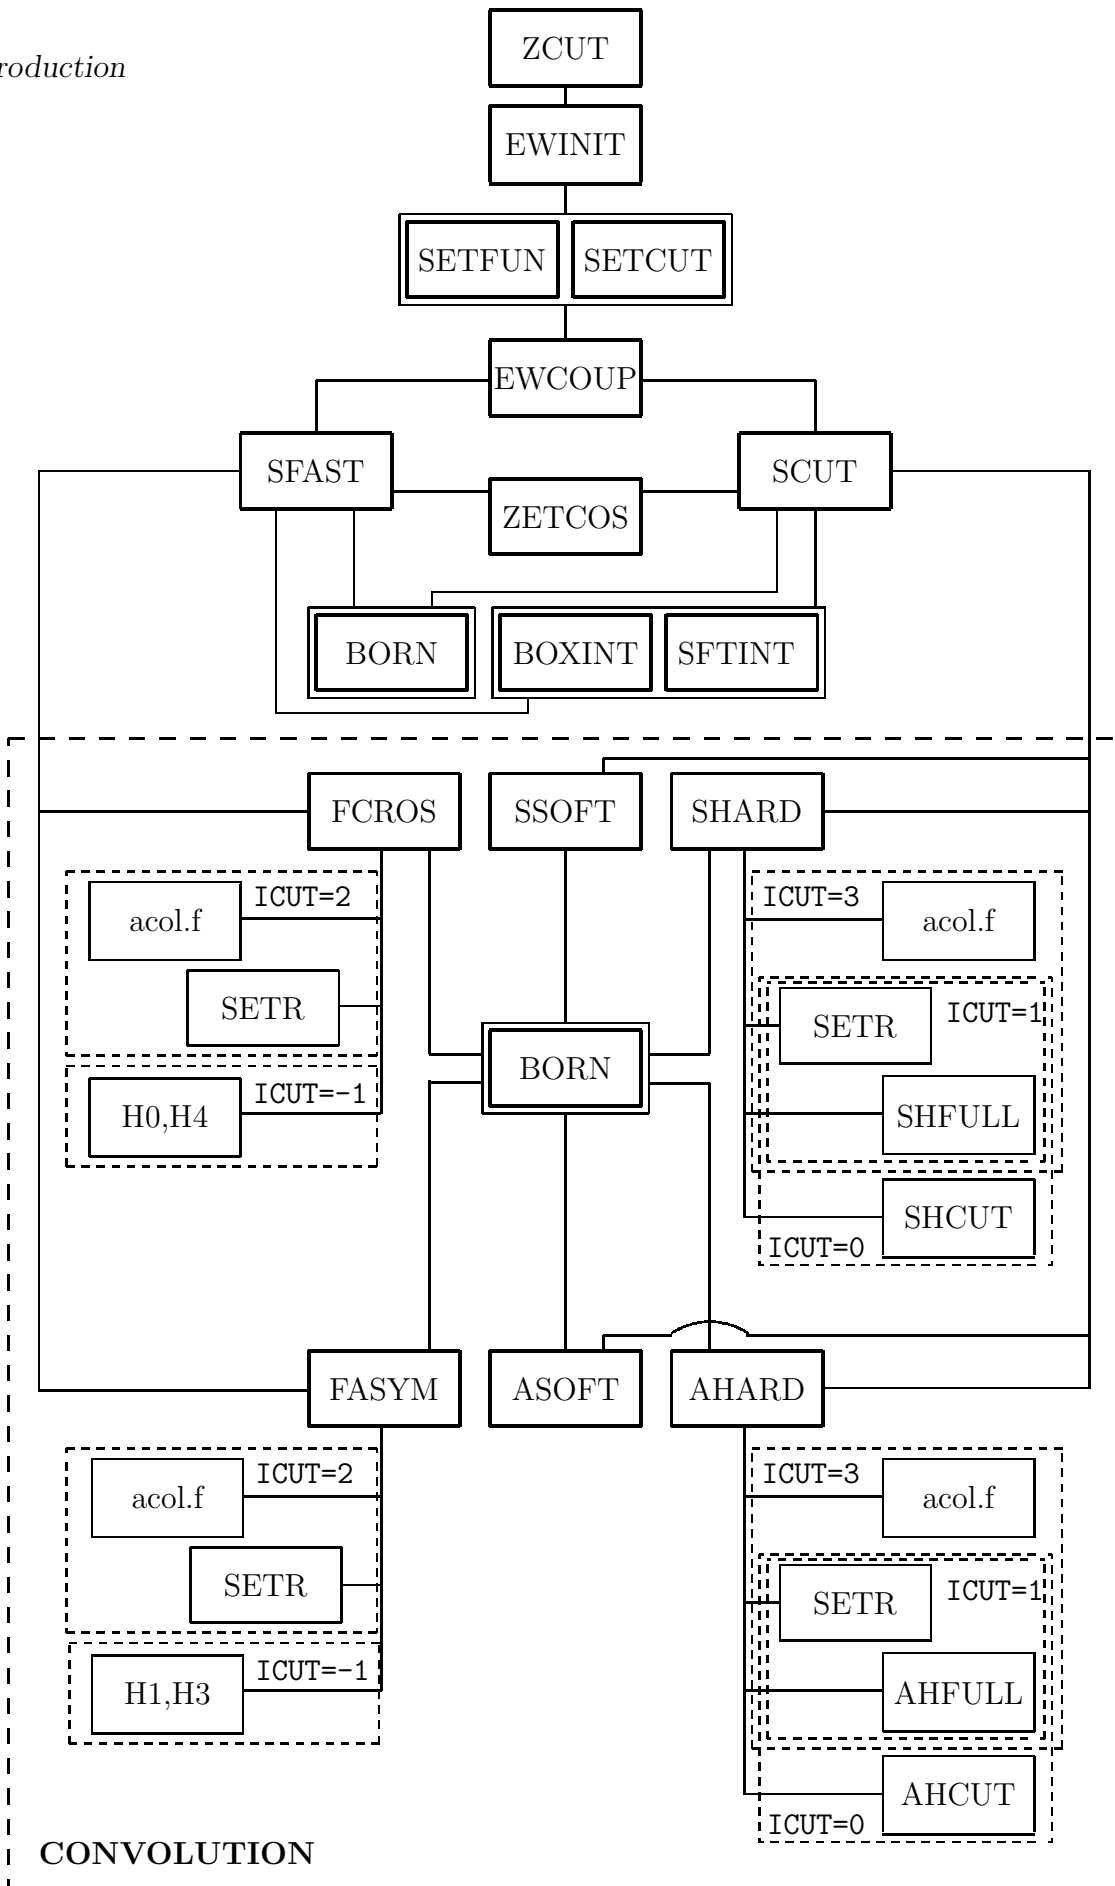 roduction
ZCUT
EWINIT
SETFUN SETCUT
EWCOUP
SFAST SCUT
ZETCOS
BORN BOXINT SFTINT
FCROS SSOFT SHARD
ICUT=2 ICUT=3
acol.f acol.f
SETR SETR ICUT=1
BORN
H0,H4 ICUT=-1 SHFULL
SHCUT
ICUT=0
FASYM ASOFT AHARD
ICUT=2 ICUT=3
acol.f acol.f
SETR SETR ICUT=1
H1,H3 ICUT=-1 AHFULL
AHCUT
ICUT=0
CONVOLUTION